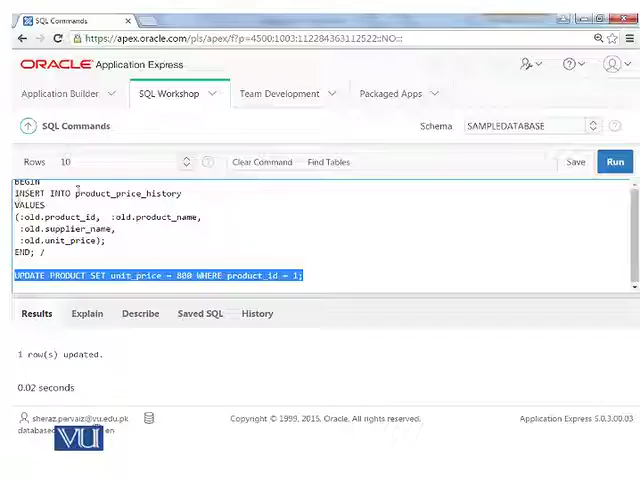 SQL Commands
https://apex.oracle.com/pls/apex/f?p=4500:1003:112284363112522::NO:::
ORACLE Application Express
Application Builder SQL Workshop Team Development Packaged Apps
SQL Commands Schema SAMPLEDATABASE
Rows 10 Clear Command Find Tables Save Run
BEGIN
INSERT INTO product_price_history
VALUES
(:old.product_id, :old.product_name,
:old.supplier_name,
:old.unit_price);
END; /
UPDATE PRODUCT SET unit_price = 800 WHERE product_id = 1;
Results Explain Describe Saved SQL History
1 row(s) updated.
0.02 seconds
sheraz.pervaiz@vu.edu.pk Copyright © 1999, 2015, Oracle. All rights reserved. Application Express 5.0.3.00.03
en
VU